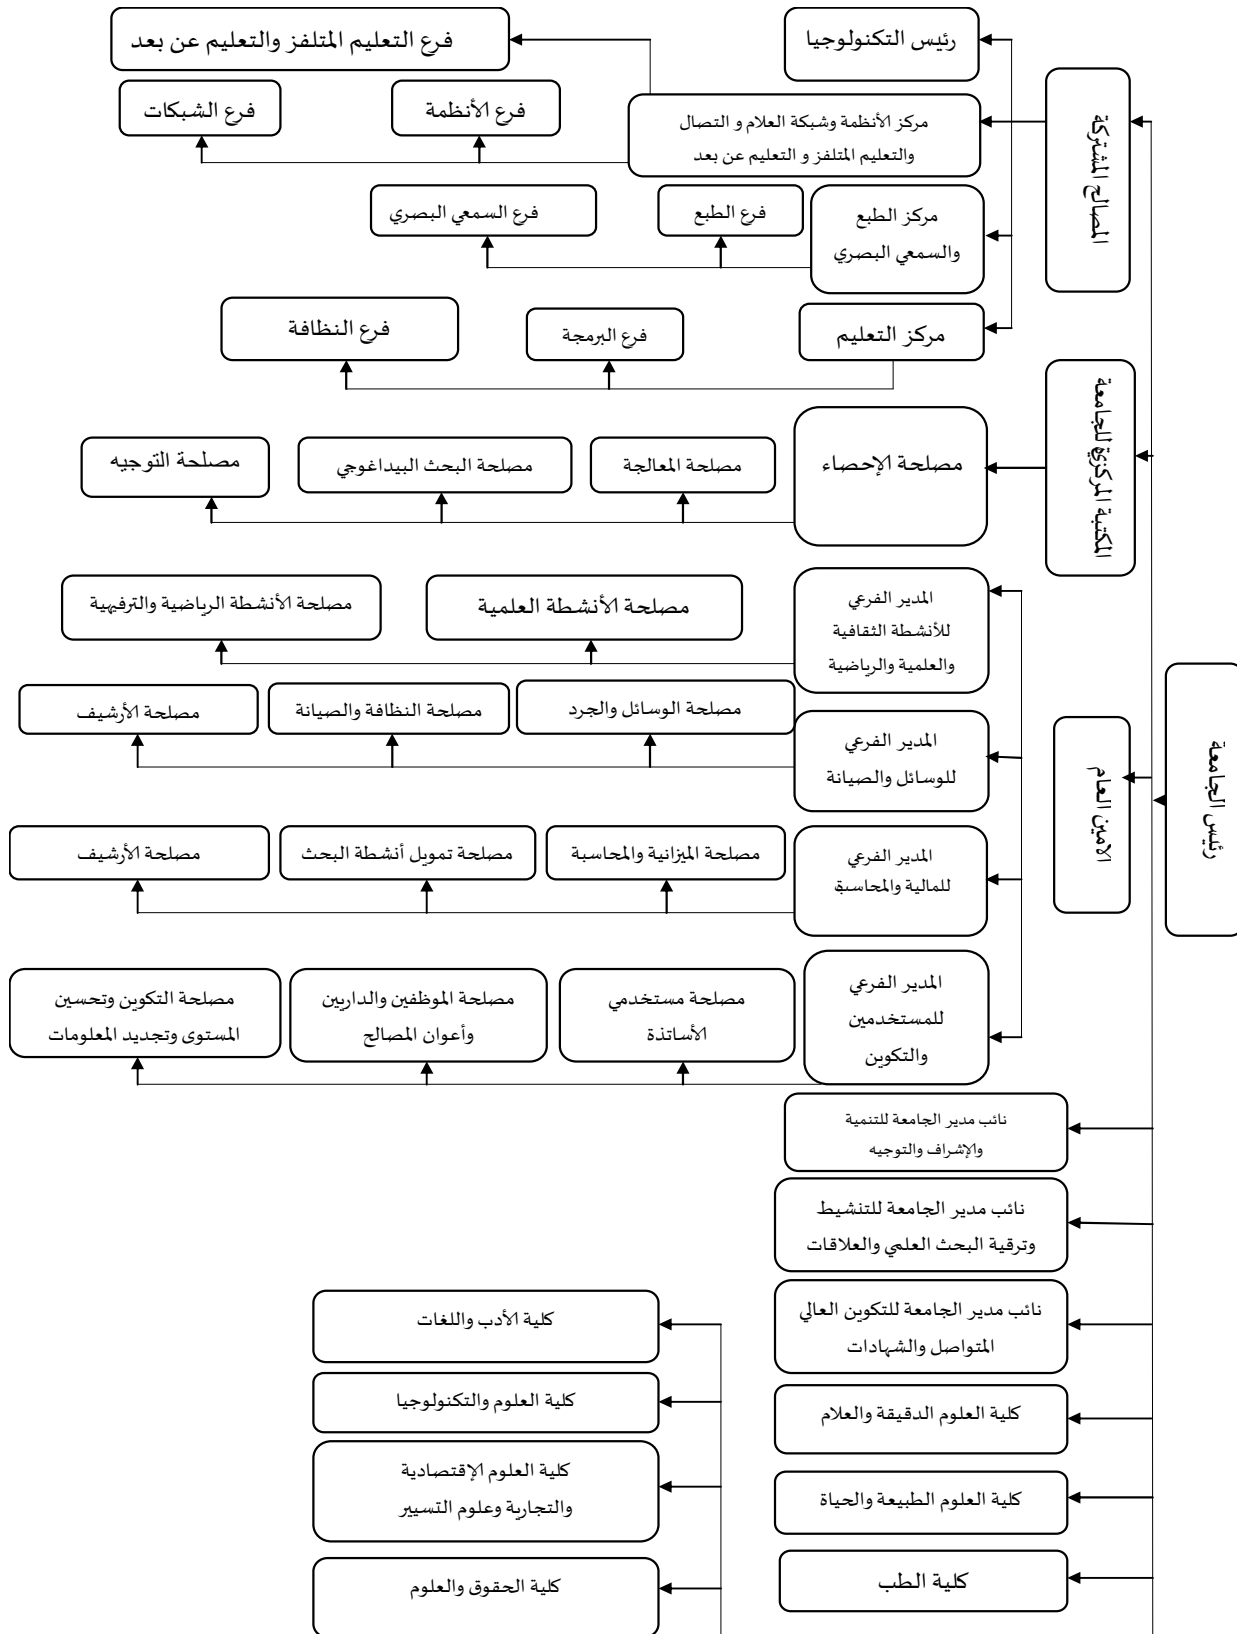 رئيس الجامعة
المصالح المشتركة
رئيس التكنولوجيا
مركز الأنظمة وشبكة العلام و التصال
والتعليم المتلفز و التعليم عن بعد
فرع التعليم المتلفز والتعليم عن بعد
فرع الأنظمة
فرع الشبكات
مركز الطبع
والسمعي البصري
فرع الطبع
فرع السمعي البصري
مركز التعليم
فرع البرمجة
فرع النظافة
المكتبة المركزية للجامعة
مصلحة الإحصاء
مصلحة المعالجة
مصلحة البحث البيداغوجي
مصلحة التوجيه
الامين العام
المدير الفرعي
للأنشطة الثقافية
والعلمية والرياضية
مصلحة الأنشطة العلمية
مصلحة الأنشطة الرياضية والترفيهية
المدير الفرعي
للوسائل والصيانة
مصلحة الوسائل والجرد
مصلحة النظافة والصيانة
مصلحة الأرشيف
المدير الفرعي
للمالية والمحاسبة
مصلحة الميزانية والمحاسبة
مصلحة تمويل أنشطة البحث
مصلحة الأرشيف
المدير الفرعي
للمستخدمين
والتكوين
مصلحة مستخدمي
الأساتذة
مصلحة الموظفين والداريين
وأعوان المصالح
مصلحة التكوين وتحسين
المستوى وتجديد المعلومات
نائب مدير الجامعة للتنمية
والإشراف والتوجيه
نائب مدير الجامعة للتنشيط
وترقية البحث العلمي والعلاقات
نائب مدير الجامعة للتكوين العالي
المتواصل والشهادات
كلية العلوم الدقيقة والعلام
كلية العلوم الطبيعة والحياة
كلية الطب
كلية الأدب واللغات
كلية العلوم والتكنولوجيا
كلية العلوم الإقتصادية
والتجارية وعلوم التسيير
كلية الحقوق والعلوم